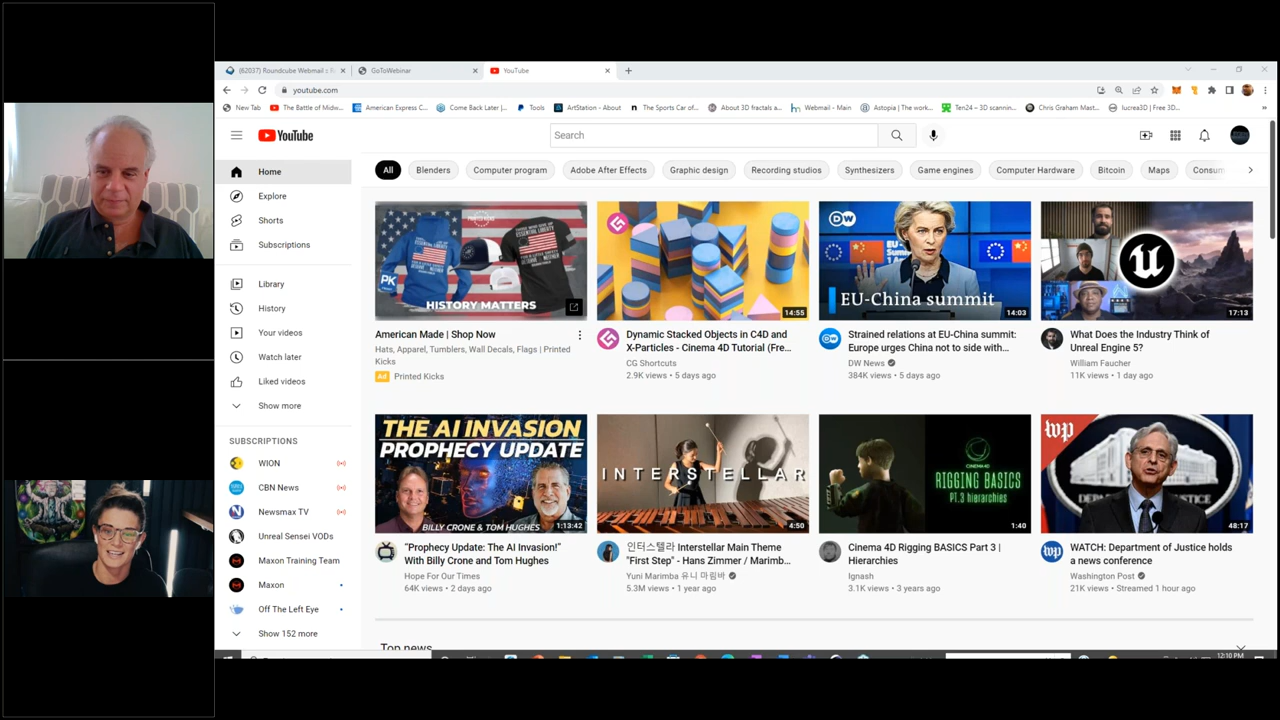 (62037) Roundcube Webmail ::
GoToWebinar
YouTube
youtube.com
New Tab
The Battle of Midw...
American Express C...
Come Back Later |...
Tools
ArtStation - About
The Sports Car of...
About 3D fractals a...
Webmail - Main
Astopia | The work...
Ten24 – 3D scannin...
Chris Graham Mast...
lucrea3D | Free 3D...
YouTube
Search
Home
Explore
Shorts
Subscriptions
Library
History
Your videos
Watch later
Liked videos
Show more
SUBSCRIPTIONS
WION
CBN News
Newsmax TV
Unreal Sensei VODs
Maxon Training Team
Maxon
Off The Left Eye
Show 152 more
All
Blenders
Computer program
Adobe After Effects
Graphic design
Recording studios
Synthesizers
Game engines
Computer Hardware
Bitcoin
Maps
Consum
HISTORY MATTERS
American Made | Shop Now
Hats, Apparel, Tumblers, Wall Decals, Flags | Printed
Kicks
Ad Printed Kicks
14:55
Dynamic Stacked Objects in C4D and
X-Particles - Cinema 4D Tutorial (Fre...
CG Shortcuts
2.9K views • 5 days ago
DW
EU-China summit
14:03
Strained relations at EU-China summit:
Europe urges China not to side with...
DW News
384K views • 5 days ago
17:13
What Does the Industry Think of
Unreal Engine 5?
William Faucher
11K views • 1 day ago
THE AI INVASION
PROPHECY UPDATE
BILLY CRONE & TOM HUGHES
1:13:42
"Prophecy Update: The AI Invasion!"
With Billy Crone and Tom Hughes
Hope For Our Times
64K views • 2 days ago
INTERSTELLAR
4:50
인터스텔라 Interstellar Main Theme
"First Step" - Hans Zimmer / Marimb...
Yuni Marimba 유니 마림바
5.3M views • 1 year ago
CINEMA 4D
RIGGING BASICS
PT.3 hierarchies
1:40
Cinema 4D Rigging BASICS Part 3 |
Hierarchies
Ignash
3.1K views • 3 years ago
wp
48:17
WATCH: Department of Justice holds
a news conference
Washington Post
21K views • Streamed 1 hour ago
Top news
12:10 PM